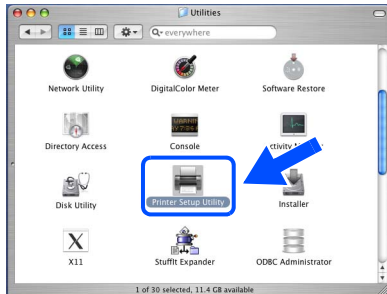 Utilities
everywhere
Network Utility
DigitalColor Meter
Software Restore
Directory Access
Console
Disk Utility
Printer Setup Utility
Installer
X11
StuffIt Expander
ODBC Administrator
1 of 30 selected, 11.4 GB available